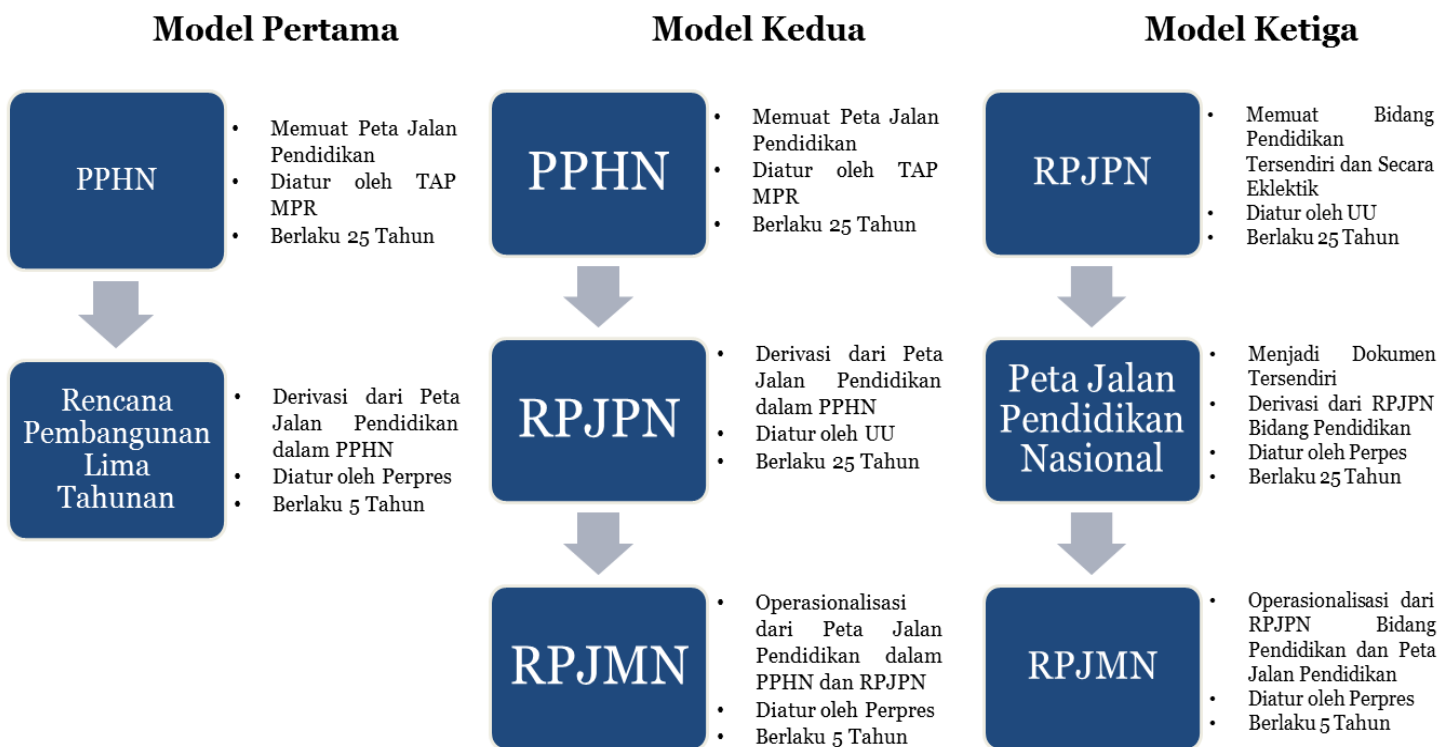 Model Pertama
PPHN
• Memuat Peta Jalan
Pendidikan
• Diatur oleh TAP
MPR
• Berlaku 25 Tahun
Rencana
Pembangunan
Lima
Tahunan
• Derivasi dari Peta
Jalan Pendidikan
dalam PPHN
• Diatur oleh Perpres
• Berlaku 5 Tahun
Model Kedua
PPHN
• Memuat Peta Jalan
Pendidikan
• Diatur oleh TAP
MPR
• Berlaku 25 Tahun
RPJPN
• Derivasi dari Peta
Jalan Pendidikan
dalam PPHN
• Diatur oleh UU
• Berlaku 25 Tahun
RPJMN
• Operasionalisasi
dari Peta Jalan
Pendidikan dalam
PPHN dan RPJPN
• Diatur oleh Perpres
• Berlaku 5 Tahun
Model Ketiga
RPJPN
• Memuat Bidang
Pendidikan
Tersendiri dan Secara
Eklektik
• Diatur oleh UU
• Berlaku 25 Tahun
Peta Jalan
Pendidikan
Nasional
• Menjadi Dokumen
Tersendiri
• Derivasi dari RPJPN
Bidang Pendidikan
• Diatur oleh Perpes
• Berlaku 25 Tahun
RPJMN
• Operasionalisasi dari
RPJPN Bidang
Pendidikan dan Peta
Jalan Pendidikan
• Diatur oleh Perpres
• Berlaku 5 Tahun